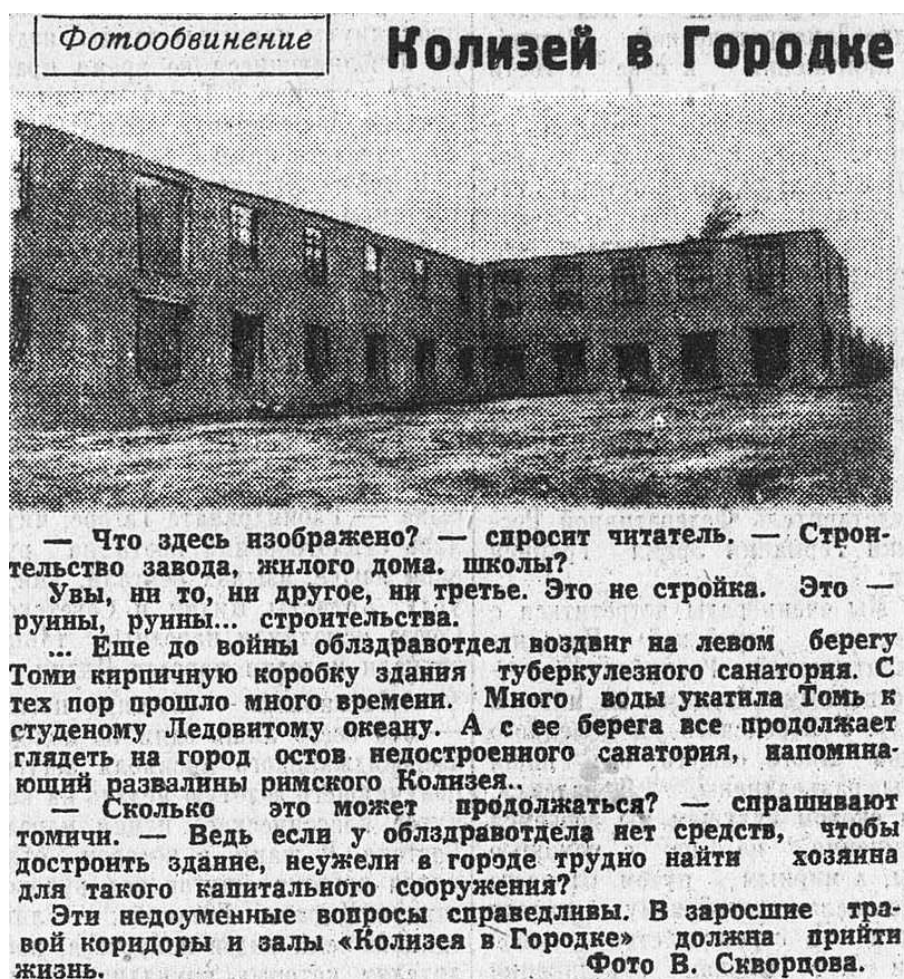 Фотообвинение
Колизей в Городке
— Что здесь изображено? — спросит читатель. — Строи-
тельство завода, жилого дома, школы?
Увы, ни то, ни другое, ни третье. Это не стройка. Это —
руины, руины... строительства.
... Еще до войны облздравотдел воздвиг на левом берегу
Томи кирпичную коробку здания туберкулезного санатория. С
тех пор прошло много времени. Много воды укатила Томь к
студеному Ледовитому океану. А с ее берега все продолжает
глядеть на город остов недостроенного санатория, напомина-
ющий развалины римского Колизея..
— Сколько это может продолжаться? — спрашивают
томичи. — Ведь если у облздравотдела нет средств, чтобы
достроить здание, неужели в городе трудно найти хозяина
для такого капитального сооружения?
Эти недоуменные вопросы справедливы. В заросшие тра-
вой коридоры и залы «Колизея в Городке» должна прийти
жизнь. Фото В. Скворцова.